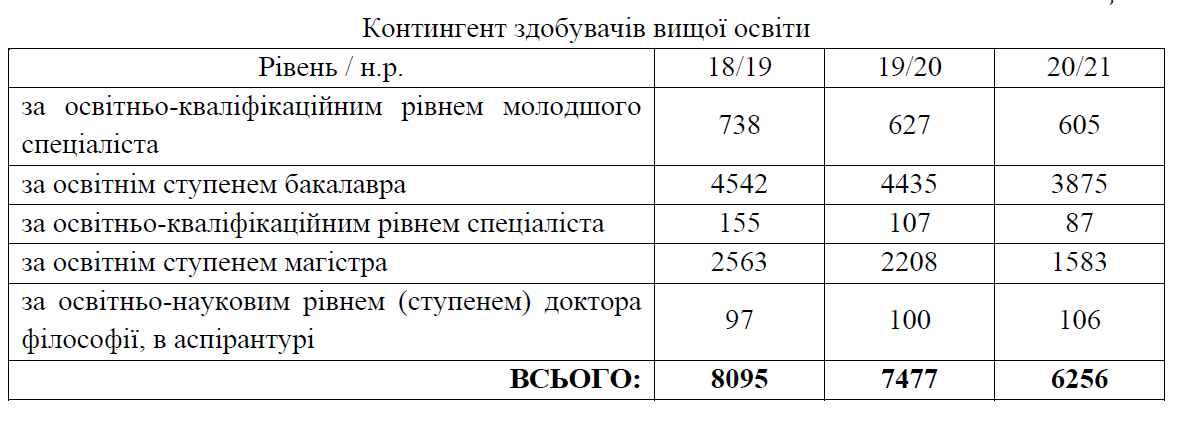 Контингент здобувачів вищої освіти
Рівень / н.р. 18/19 19/20 20/21
за освітньо-кваліфікаційним рівнем молодшого
спеціаліста 738 627 605
за освітнім ступенем бакалавра 4542 4435 3875
за освітньо-кваліфікаційним рівнем спеціаліста 155 107 87
за освітнім ступенем магістра 2563 2208 1583
за освітньо-науковим рівнем (ступенем) доктора
філософії, в аспірантурі 97 100 106
ВСЬОГО: 8095 7477 6256